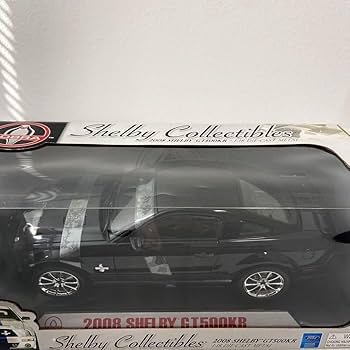 Shelby Collectibles
2008 SHELBY GT500KR 1:18 DIE-CAST METAL
2008 SHELBY GT500KR
Shelby Collectibles
2008 SHELBY GT500KR
1:18 DIE CAST METAL